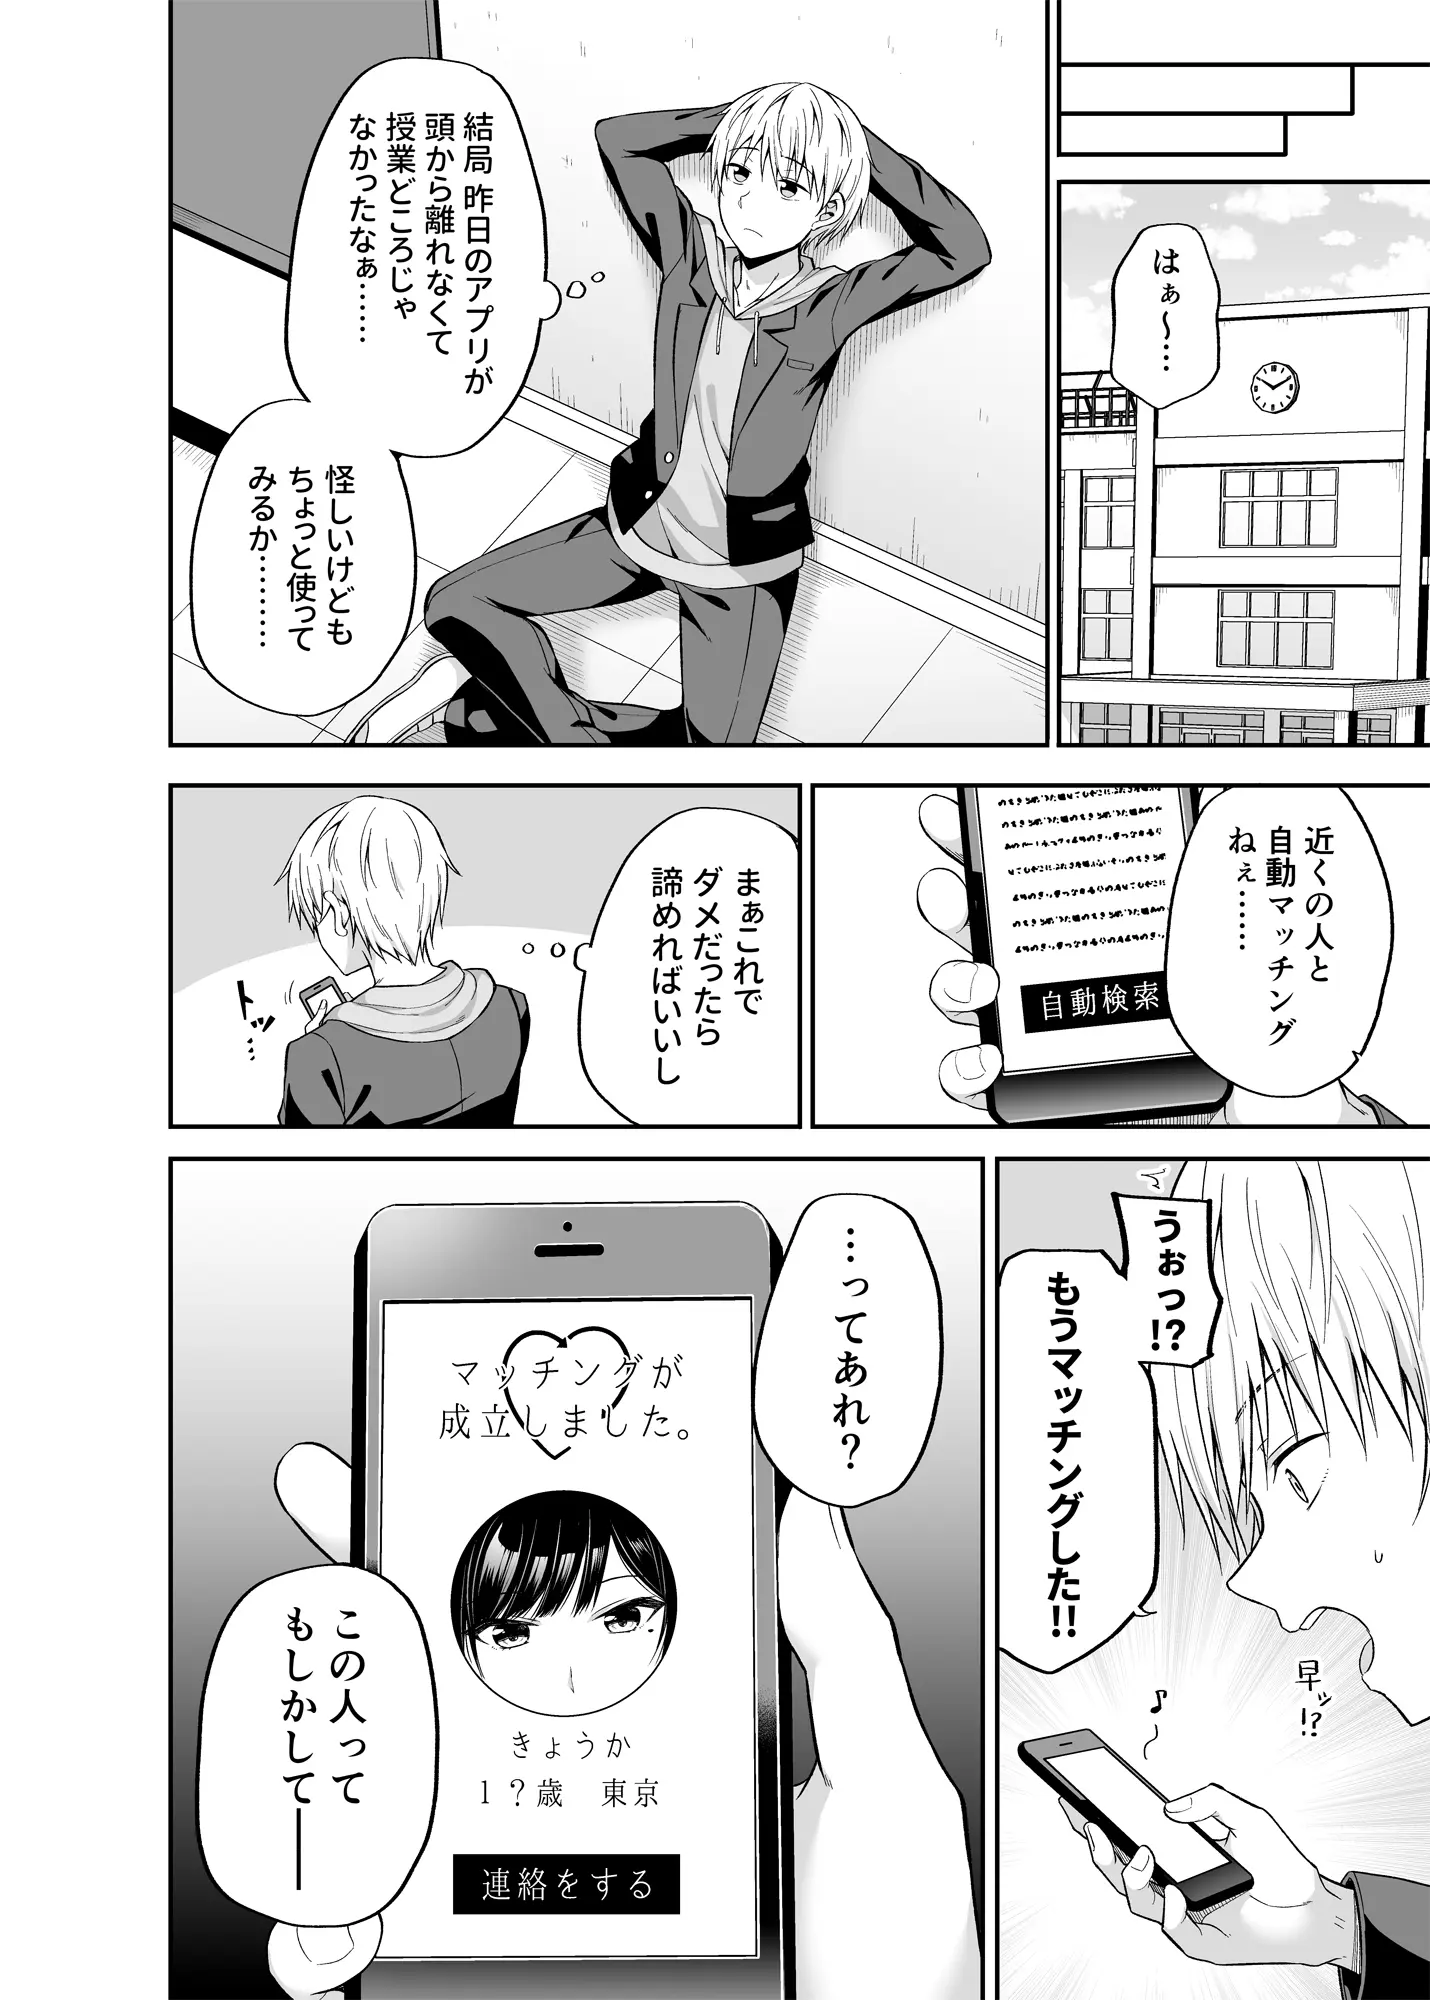 はぁ〜…
結局 昨日のアプリが
頭から離れなくて
授業どころじゃ
なかったなぁ……
怪しいけども
ちょっと使って
みるか………
近くの人と
自動マッチング
ねぇ……
自動検索
まぁこれで
ダメだったら
諦めればいいし
トッ…
うぉっ!?
もうマッチングした!!
早ッ!?
♪
…ってあれ?
マッチングが
成立しました。
きょうか
1?歳 東京
連絡をする
この人って
もしかして――